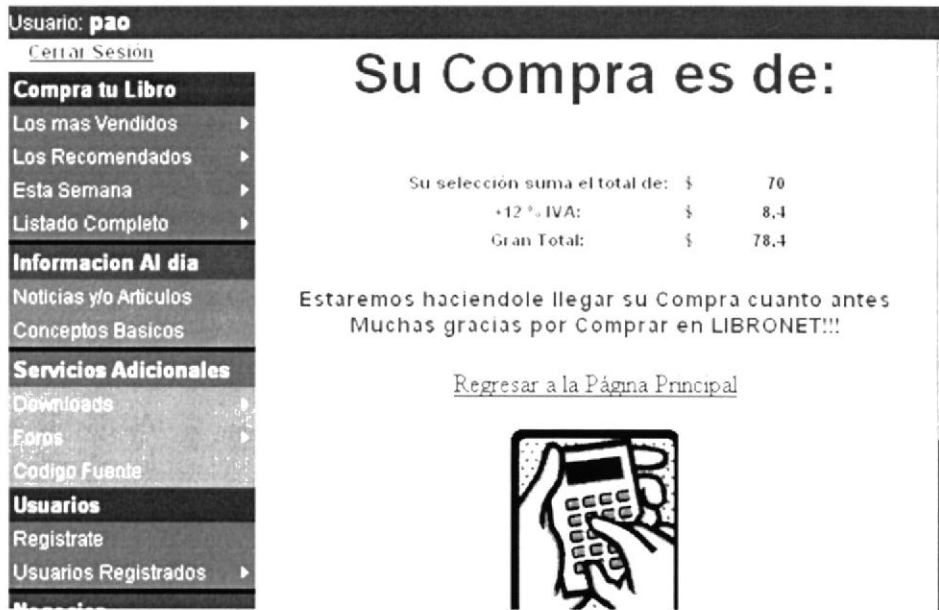 Usuario: pao
Cerrar Sesión
Compra tu Libro
Los mas Vendidos
Los Recomendados
Esta Semana
Listado Completo
Informacion Al dia
Noticias y/o Articulos
Conceptos Basicos
Servicios Adicionales
Downloads
Foros
Codigo Fuente
Usuarios
Registrate
Usuarios Registrados
Negocios
Su Compra es de:
Su selección suma el total de: $ 70
+12 % IVA: $ 8,4
Gran Total: $ 78,4
Estaremos haciendole llegar su Compra cuanto antes
Muchas gracias por Comprar en LIBRONET!!!
Regresar a la Página Principal